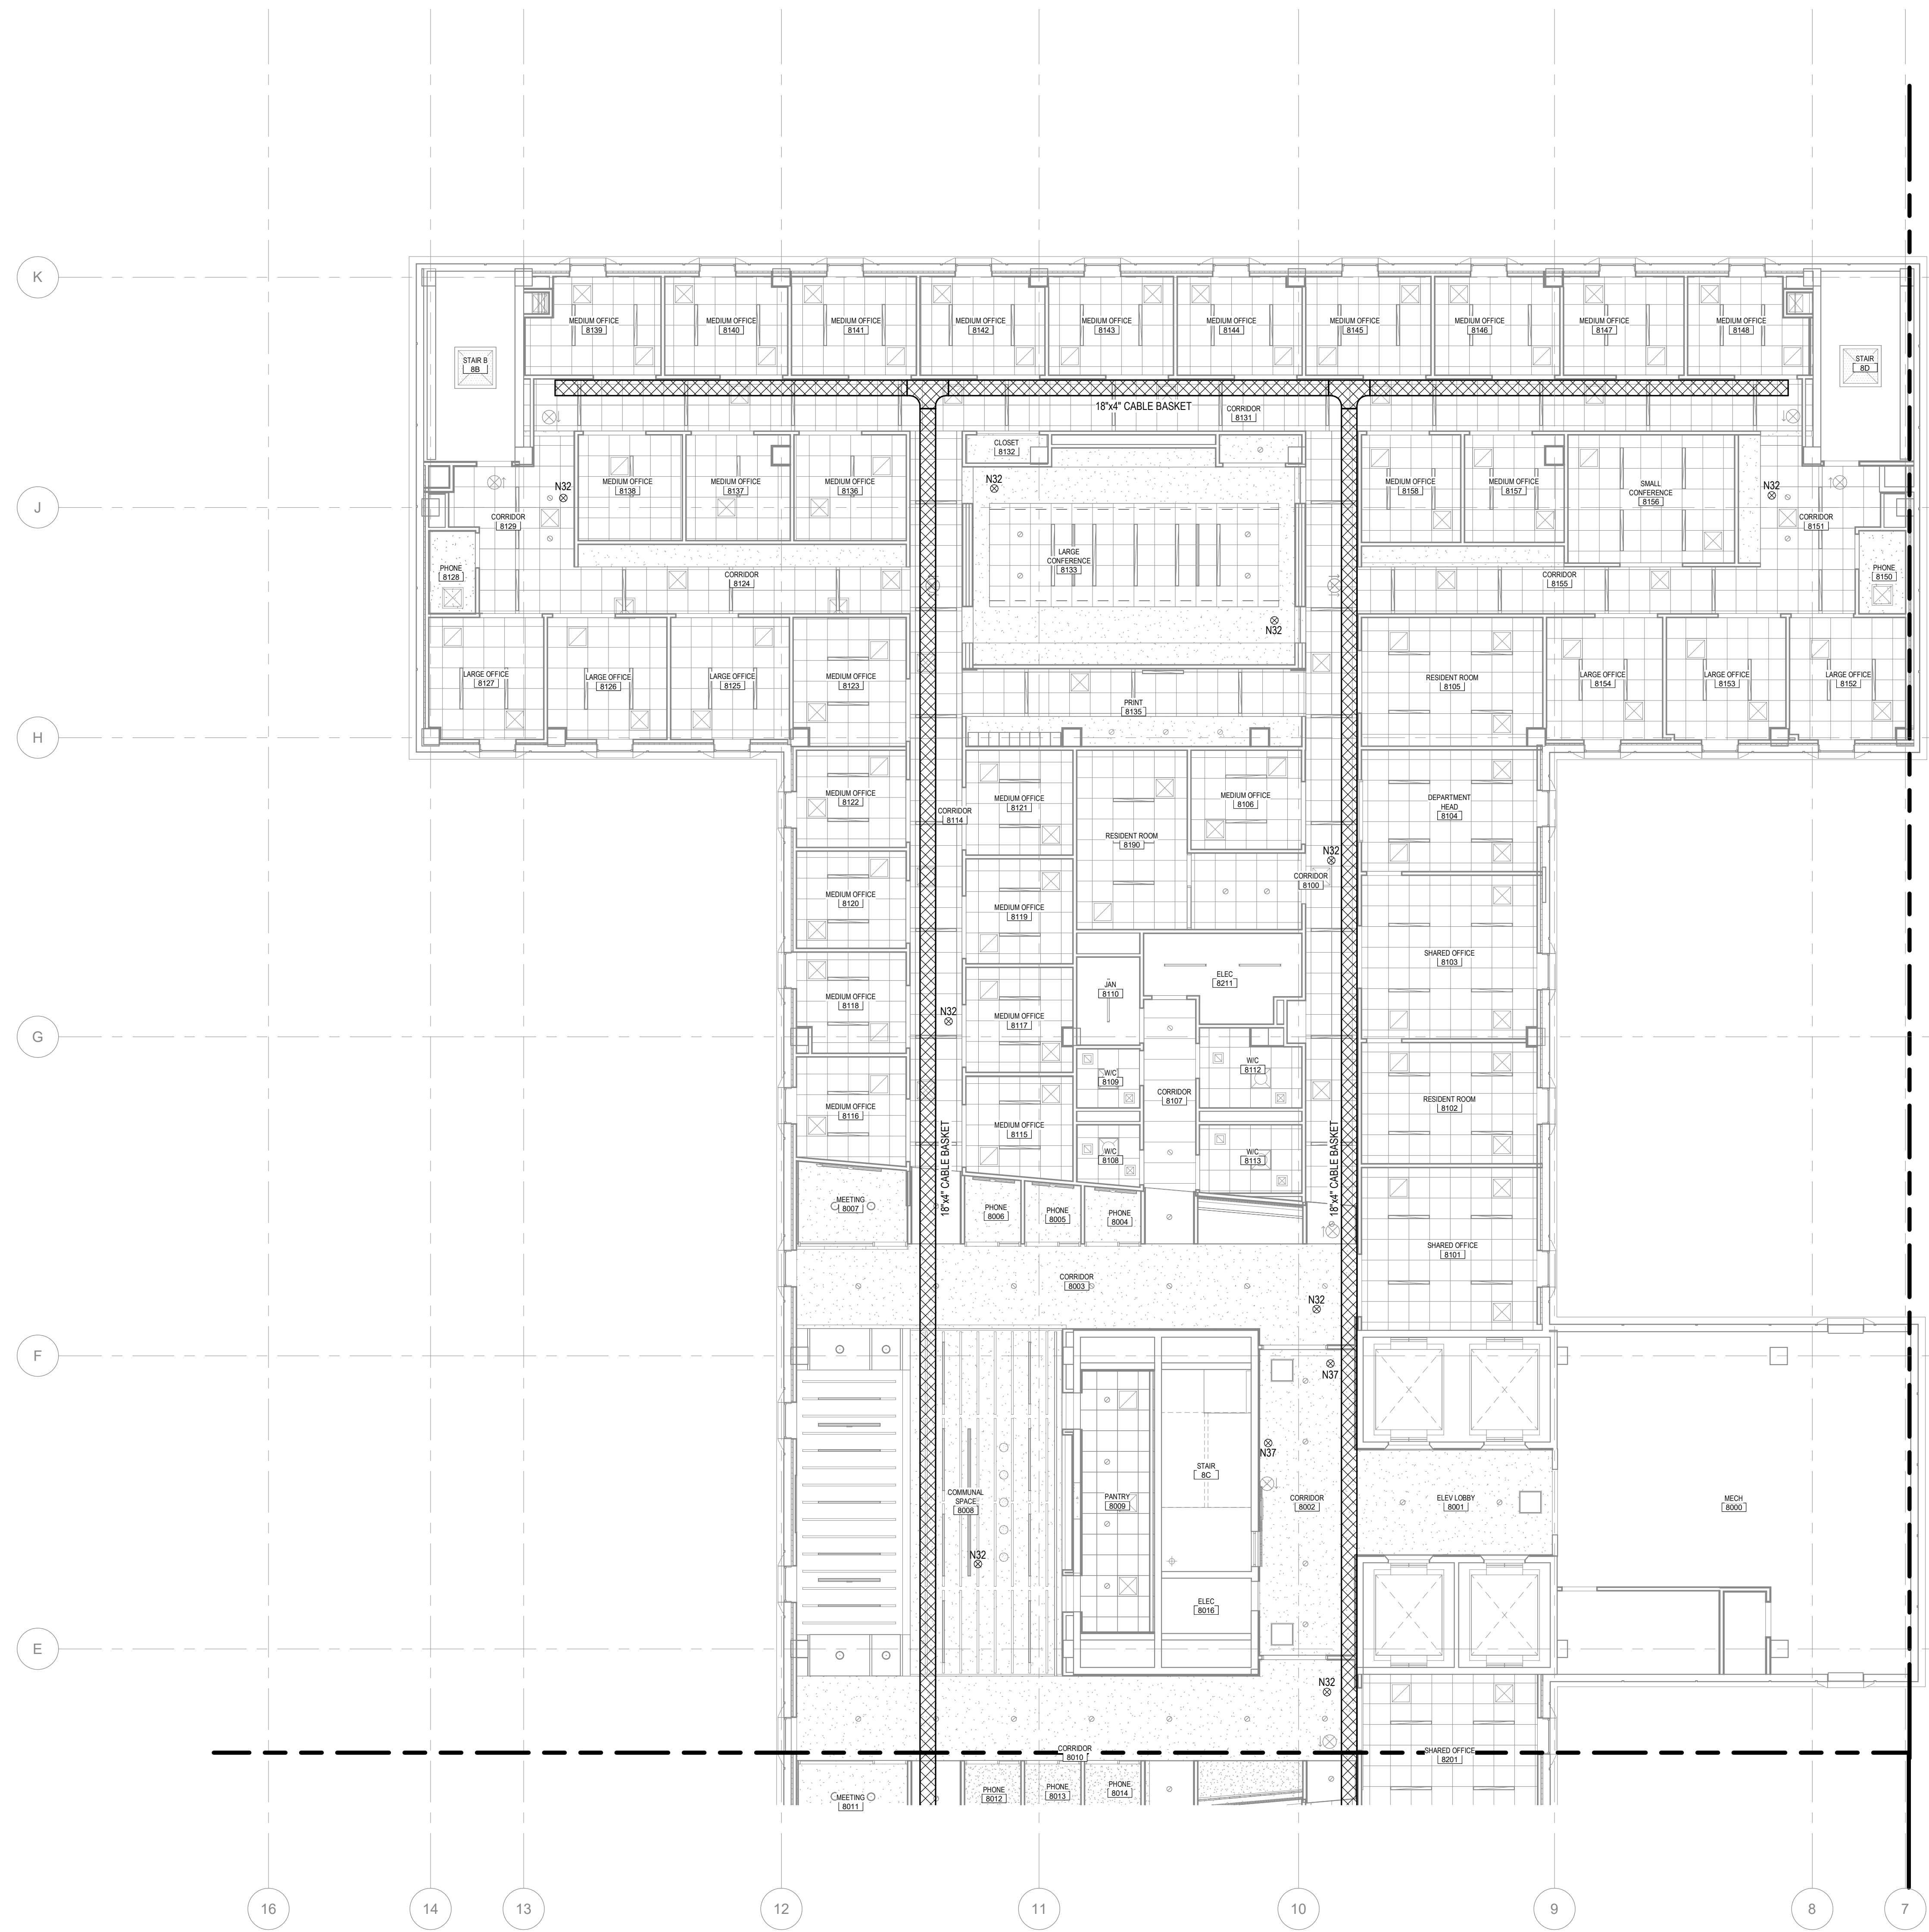 K
MEDIUM OFFICE
8139
MEDIUM OFFICE
8140
MEDIUM OFFICE
8141
MEDIUM OFFICE
8142
MEDIUM OFFICE
8143
MEDIUM OFFICE
8144
MEDIUM OFFICE
8145
MEDIUM OFFICE
8146
MEDIUM OFFICE
8147
MEDIUM OFFICE
8148
STAIR B
8B
STAIR
8D
18"x4" CABLE BASKET
CORRIDOR
8131
CLOSET
8132
N32
MEDIUM OFFICE
8138
MEDIUM OFFICE
8137
MEDIUM OFFICE
8136
N32
MEDIUM OFFICE
8158
MEDIUM OFFICE
8157
SMALL
CONFERENCE
8156
N32
J
CORRIDOR
8129
CORRIDOR
8151
LARGE
CONFERENCE
8133
PHONE
8128
CORRIDOR
8124
CORRIDOR
8155
PHONE
8150
N32
LARGE OFFICE
8127
LARGE OFFICE
8126
LARGE OFFICE
8125
MEDIUM OFFICE
8123
RESIDENT ROOM
8105
LARGE OFFICE
8154
LARGE OFFICE
8153
LARGE OFFICE
8152
PRINT
8135
H
MEDIUM OFFICE
8122
CORRIDOR
8114
MEDIUM OFFICE
8121
RESIDENT ROOM
8190
MEDIUM OFFICE
8106
DEPARTMENT
HEAD
8104
N32
CORRIDOR
8100
MEDIUM OFFICE
8120
MEDIUM OFFICE
8119
SHARED OFFICE
8103
ELEC
8211
JAN
8110
MEDIUM OFFICE
8118
N32
MEDIUM OFFICE
8117
G
W/C
8109
W/C
8112
CORRIDOR
8107
MEDIUM OFFICE
8116
MEDIUM OFFICE
8115
RESIDENT ROOM
8102
W/C
8108
W/C
8113
18"x4" CABLE BASKET
18"x4" CABLE BASKET
MEETING
8007
PHONE
8006
PHONE
8005
PHONE
8004
SHARED OFFICE
8101
CORRIDOR
8003
N32
F
N37
N37
STAIR
8C
COMMUNAL
SPACE
8008
PANTRY
8009
CORRIDOR
8002
ELEV LOBBY
8001
MECH
8000
N32
ELEC
8016
E
N32
CORRIDOR
8010
SHARED OFFICE
8201
MEETING
8011
PHONE
8012
PHONE
8013
PHONE
8014
16
14
13
12
11
10
9
8
7